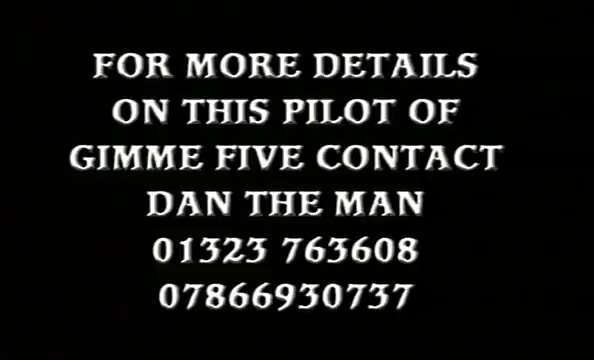 FOR MORE DETAILS
ON THIS PILOT OF
GIMME FIVE CONTACT
DAN THE MAN
01323 763608
07866930737